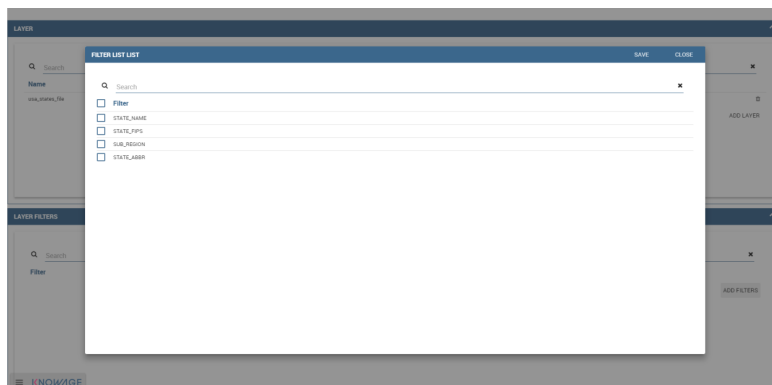 LAYER
Search
Name
usa_states_file
ADD LAYER
FILTER LIST LIST SAVE CLOSE
Search
Filter
STATE_NAME
STATE_FIPS
SUB_REGION
STATE_ABBR
LAYER FILTERS
Search
Filter
ADD FILTERS
KNOWAGE